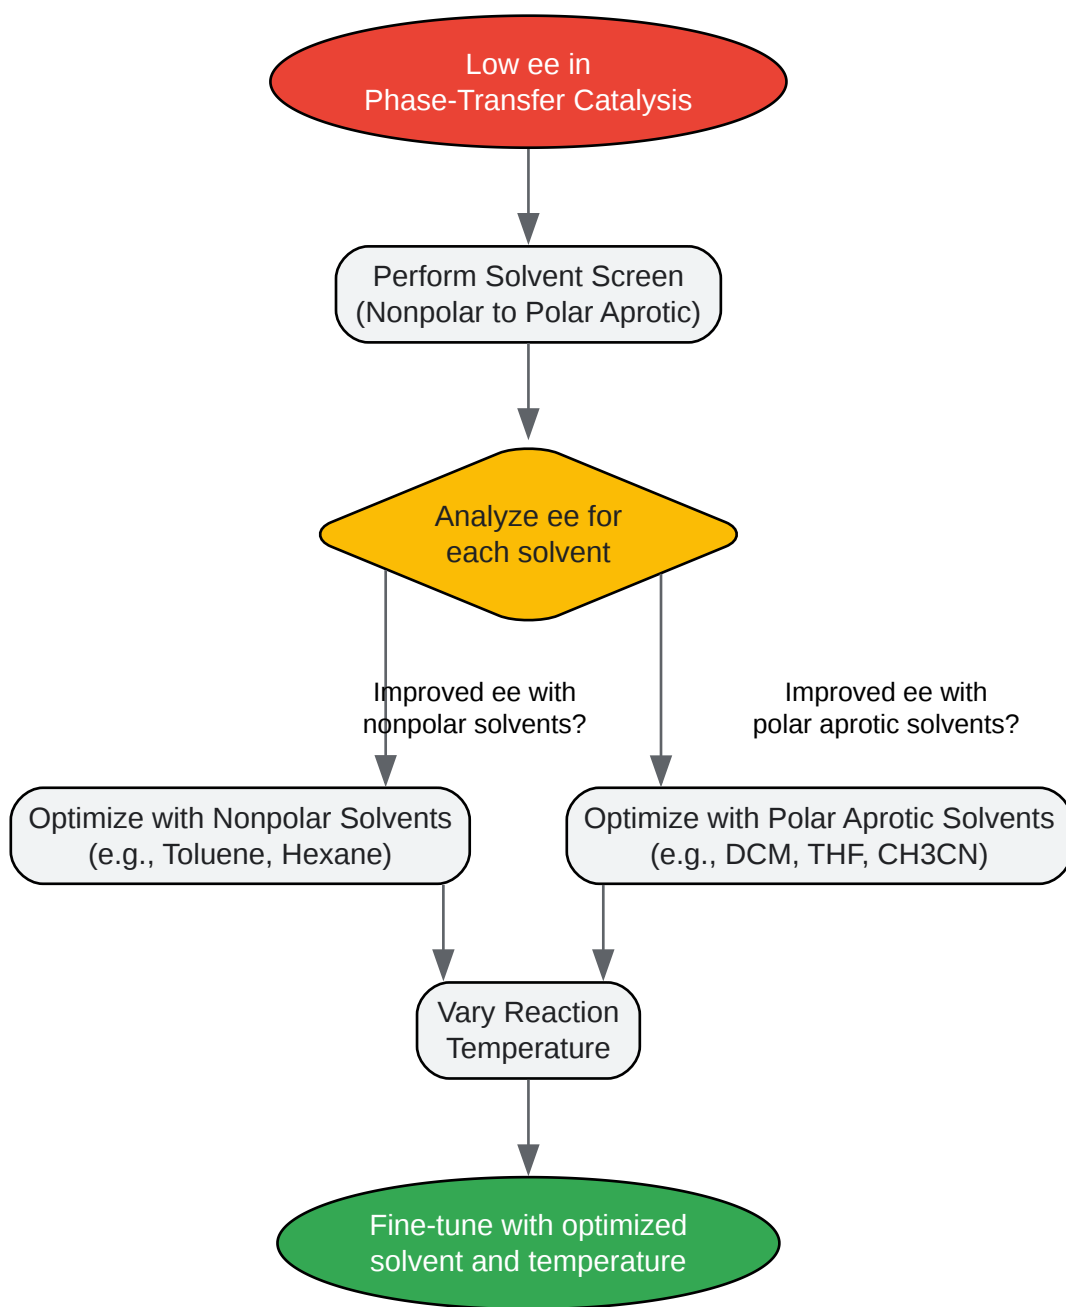 Low ee in
Phase-Transfer Catalysis
Perform Solvent Screen
(Nonpolar to Polar Aprotic)
Analyze ee for
each solvent
Improved ee with
nonpolar solvents?
Improved ee with
polar aprotic solvents?
Optimize with Nonpolar Solvents
(e.g., Toluene, Hexane)
Optimize with Polar Aprotic Solvents
(e.g., DCM, THF, CH3CN)
Vary Reaction
Temperature
Fine-tune with optimized
solvent and temperature